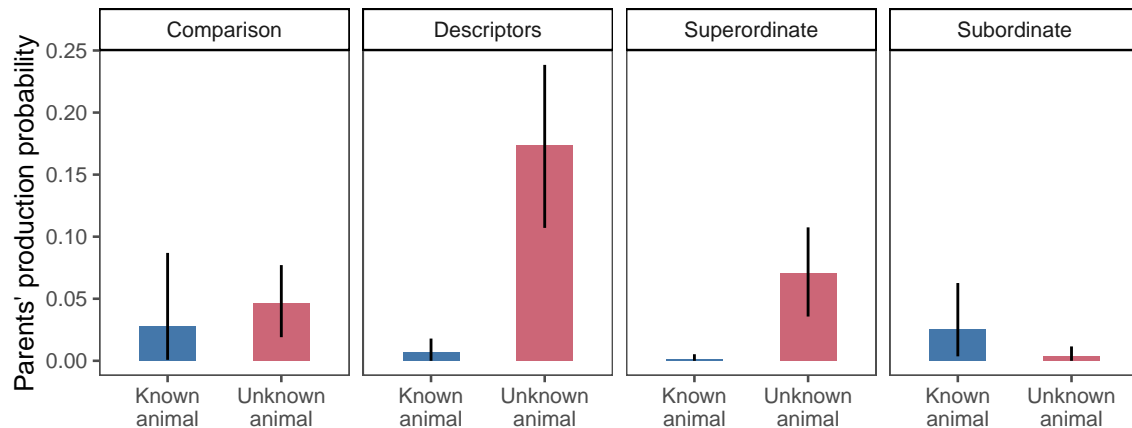 Comparison
Descriptors
Superordinate
Subordinate
Parents' production probability
0.25
0.20
0.15
0.10
0.05
0.00
Known
animal
Unknown
animal
Known
animal
Unknown
animal
Known
animal
Unknown
animal
Known
animal
Unknown
animal